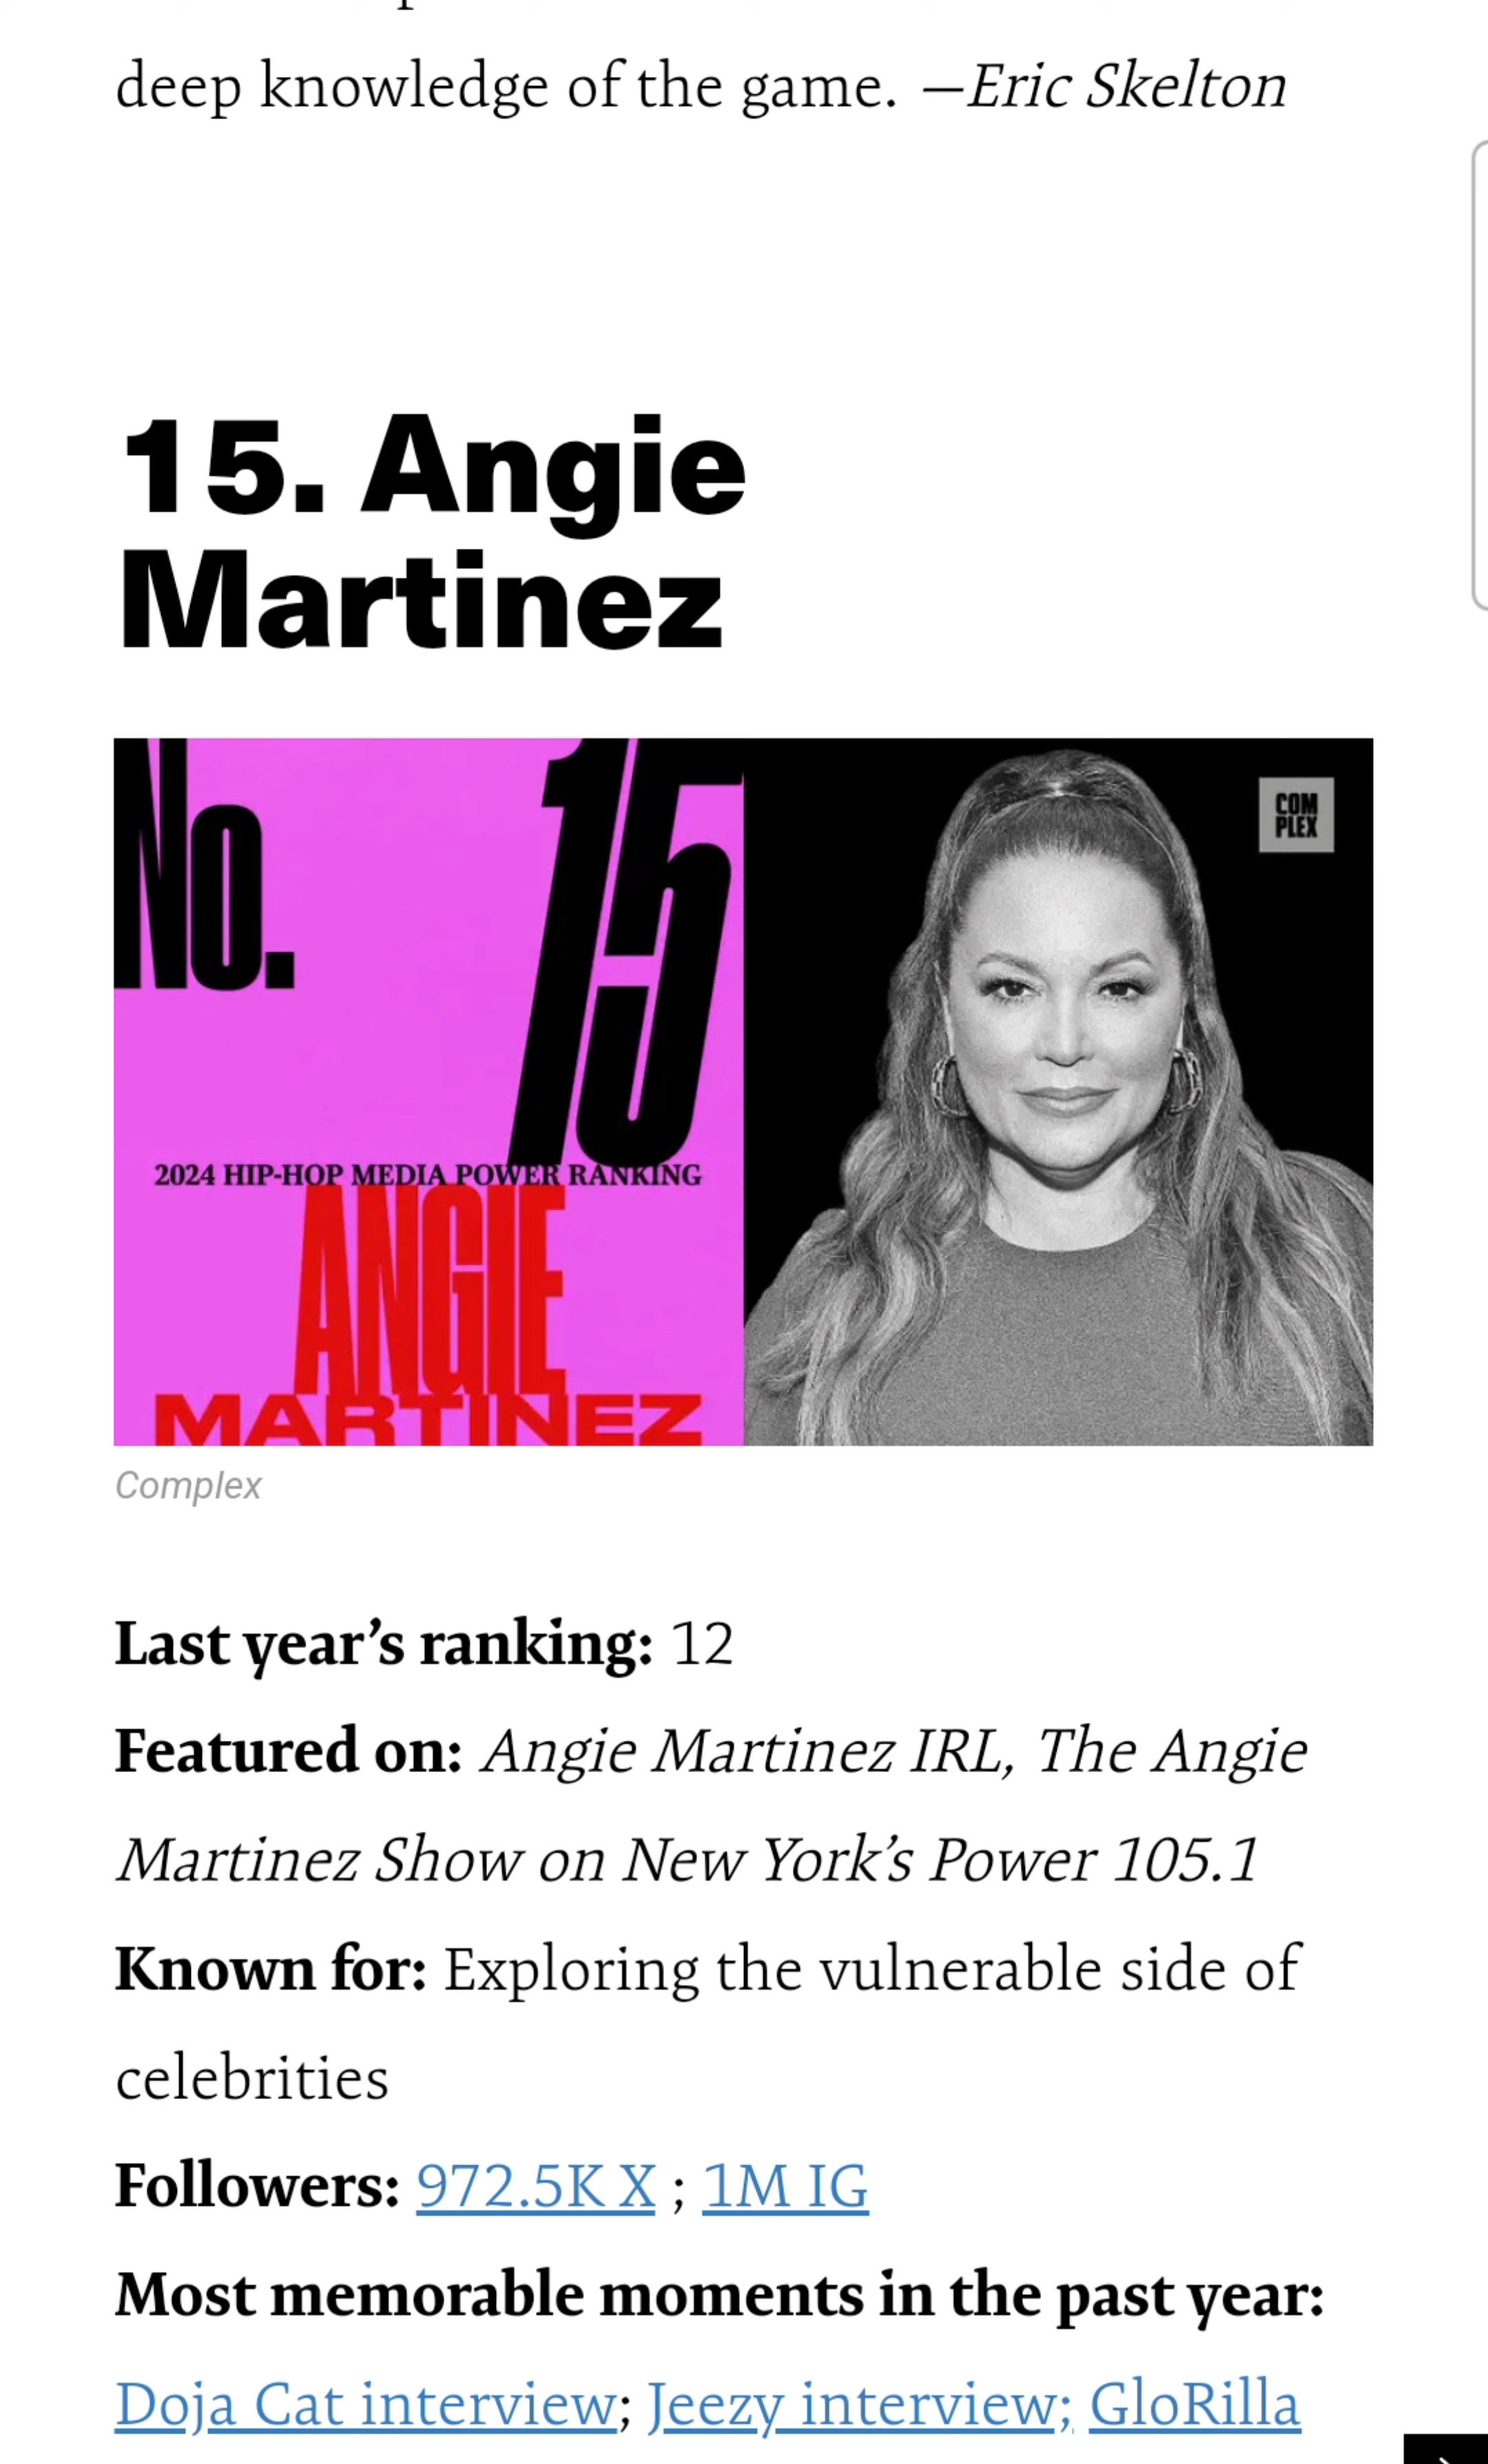 deep knowledge of the game. —Eric Skelton
15. Angie
Martinez
No.
15
COM
PLEX
2024 HIP-HOP MEDIA POWER RANKING
ANGIE
MARTINEZ
Complex
Last year’s ranking: 12
Featured on: Angie Martinez IRL, The Angie
Martinez Show on New York’s Power 105.1
Known for: Exploring the vulnerable side of
celebrities
Followers: 972.5K X ; 1M IG
Most memorable moments in the past year:
Doja Cat interview; Jeezy interview; GloRilla